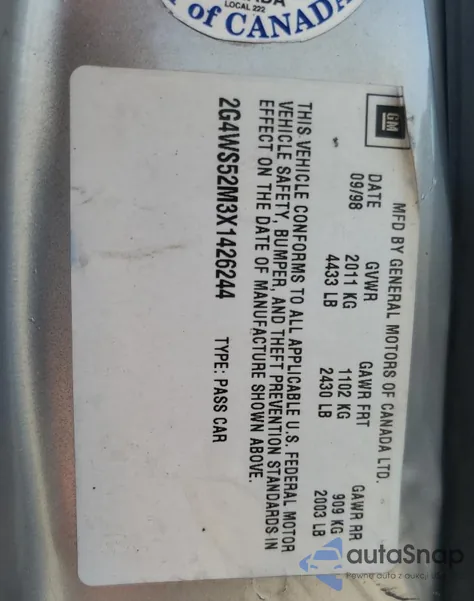 DA
LOCAL 222
of CANADA
GM
MFD BY GENERAL MOTORS OF CANADA LTD.
DATE GVWR GAWR FRT GAWR RR
09/98 2011 KG 1102 KG 909 KG
4433 LB 2430 LB 2003 LB
THIS VEHICLE CONFORMS TO ALL APPLICABLE U.S. FEDERAL MOTOR
VEHICLE SAFETY, BUMPER, AND THEFT PREVENTION STANDARDS IN
EFFECT ON THE DATE OF MANUFACTURE SHOWN ABOVE.
2G4WS52M3X1426244 TYPE: PASS CAR
autoSnap